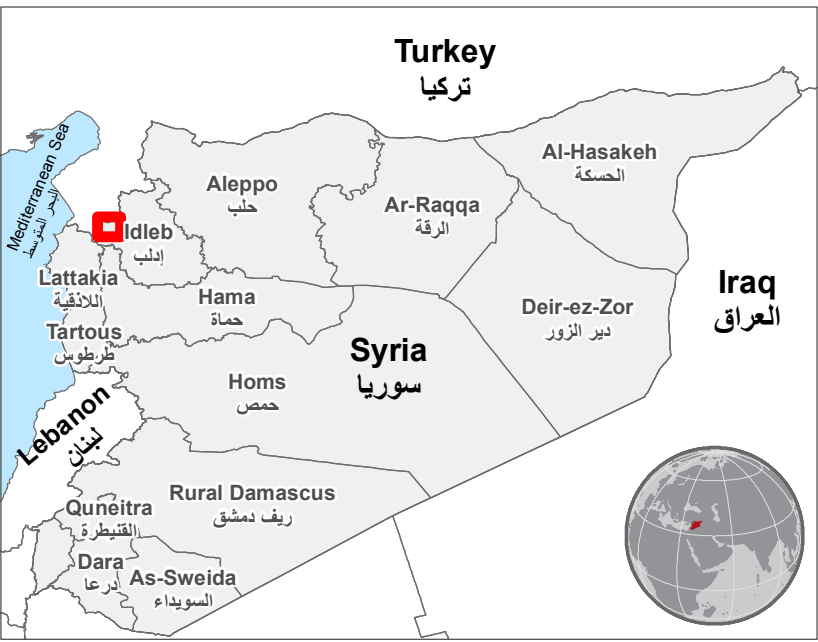 Turkey
تركيا
Mediterranean Sea
البحر المتوسط
Al-Hasakeh
الحسكة
Aleppo
حلب
Ar-Raqqa
الرقة
Idleb
إدلب
Lattakia
اللاذقية
Hama
حماة
Iraq
العراق
Deir-ez-Zor
دير الزور
Tartous
طرطوس
Syria
سوريا
Homs
حمص
Lebanon
لبنان
Rural Damascus
ريف دمشق
Quneitra
القنيطرة
Dara
درعا
As-Sweida
السويداء